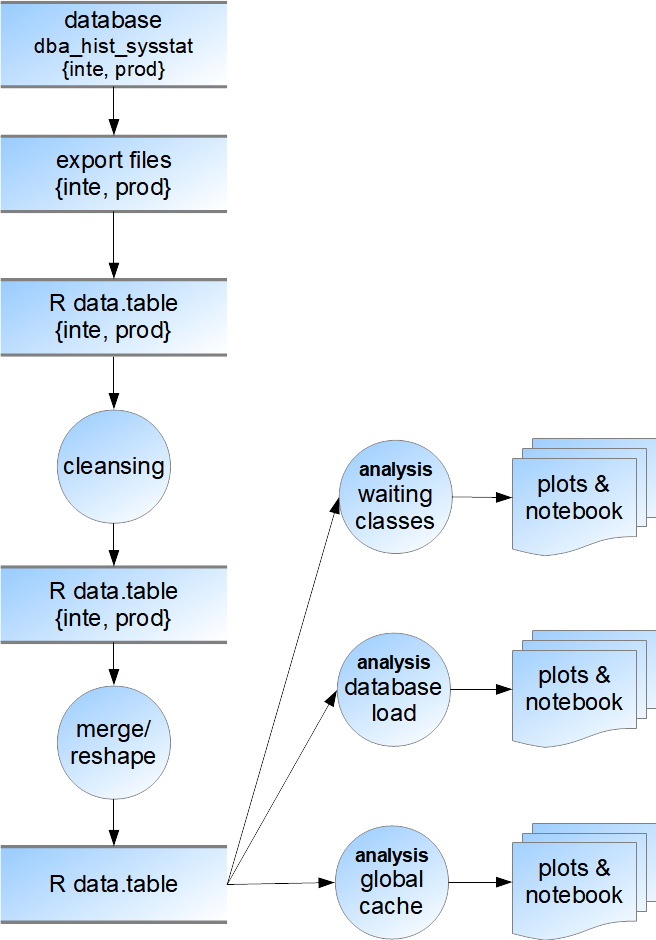 database
dba_hist_sysstat
{inte, prod}
export files
{inte, prod}
R data.table
{inte, prod}
cleansing
R data.table
{inte, prod}
merge/
reshape
R data.table
analysis
waiting
classes
plots &
notebook
analysis
database
load
plots &
notebook
analysis
global
cache
plots &
notebook